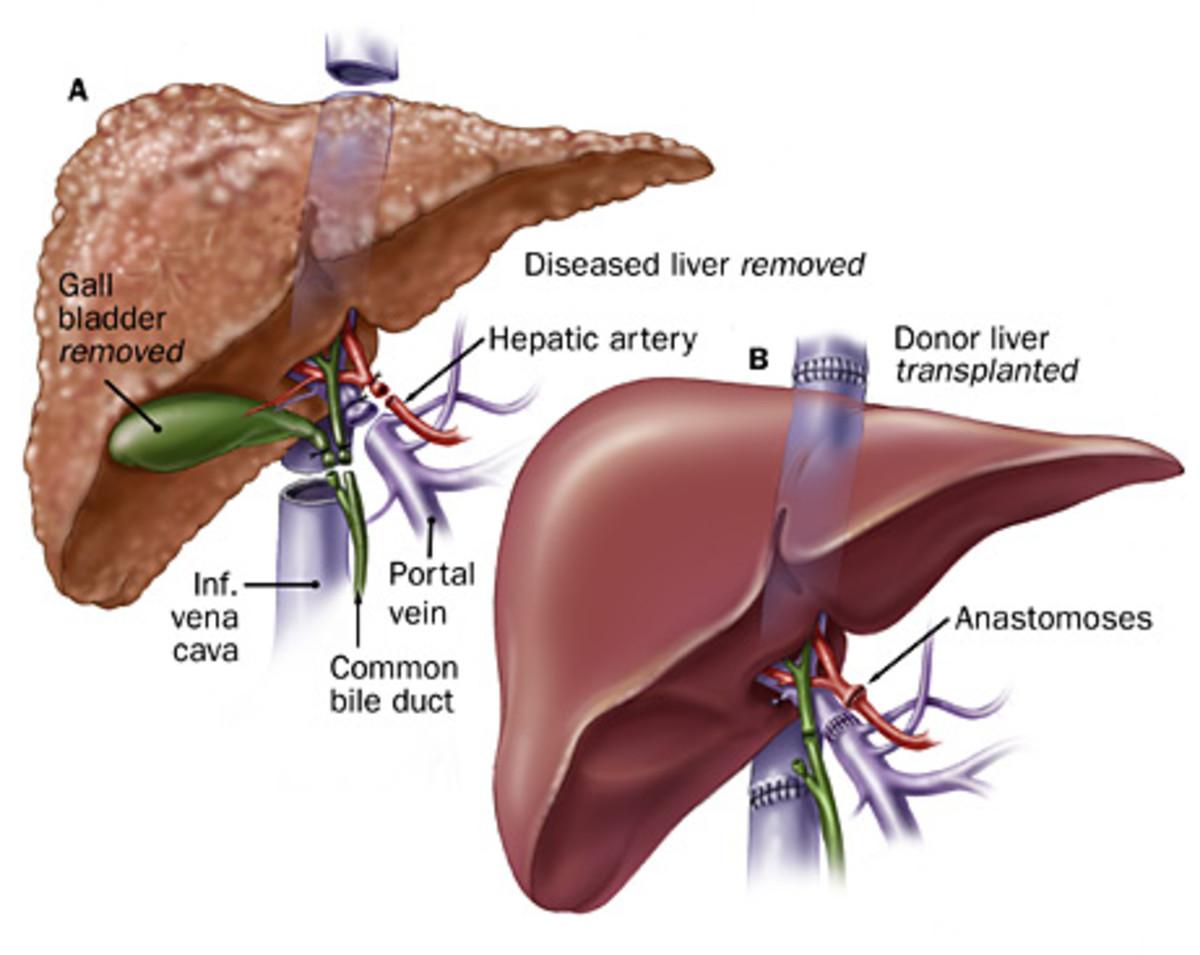 A
Gall
bladder
removed
Diseased liver removed
Hepatic artery
Inf.
vena
cava
Portal
vein
Common
bile duct
B
Donor liver
transplanted
Anastomoses